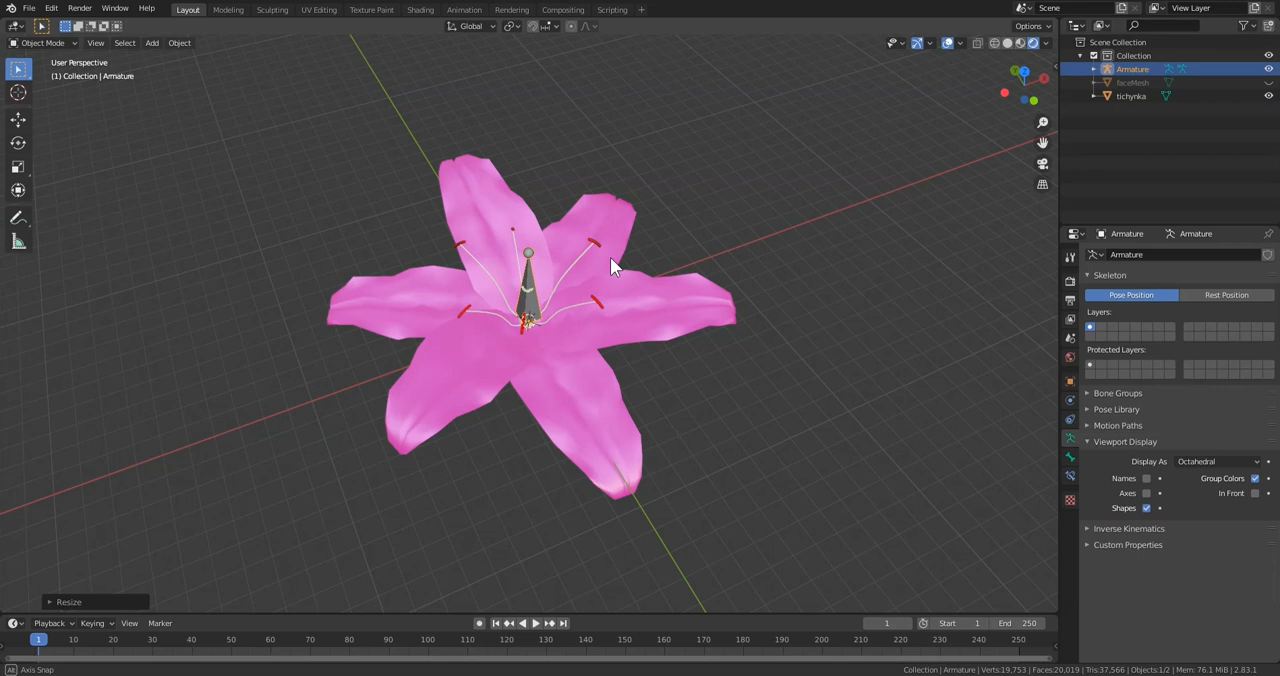 File Edit Render Window Help Layout Modeling Sculpting UV Editing Texture Paint Shading Animation Rendering Compositing Scripting + Scene View Layer
Global Options
Object Mode View Select Add Object
User Perspective
(1) Collection | Armature
Scene Collection
Collection
Armature
faceMesh
tichynka
Armature Armature
Armature
Skeleton
Pose Position Rest Position
Layers:
Protected Layers:
Bone Groups
Pose Library
Motion Paths
Viewport Display
Display As Octahedral
Names Group Colors
Axes In Front
Shapes
Inverse Kinematics
Custom Properties
Resize
Playback Keying View Marker 1 Start 1 End 250
1 10 20 30 40 50 60 70 80 90 100 110 120 130 140 150 160 170 180 190 200 210 220 230 240 250
Axis Snap Collection | Armature | Verts:19,753 | Faces:20,019 | Tris:37,566 | Objects:1/2 | Mem: 76.1 MiB | 2.83.1